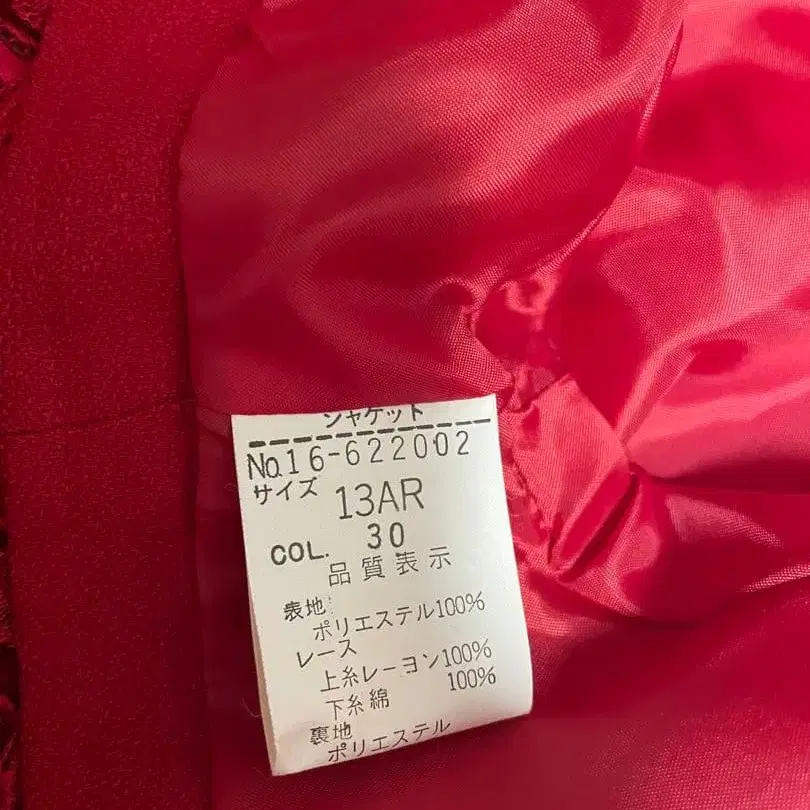 ジャケット
No.16-622002
サイズ 13AR
COL. 30
品質表示
表地
ポリエステル100%
レース
上糸レーヨン100%
下糸綿 100%
裏地
ポリエステル